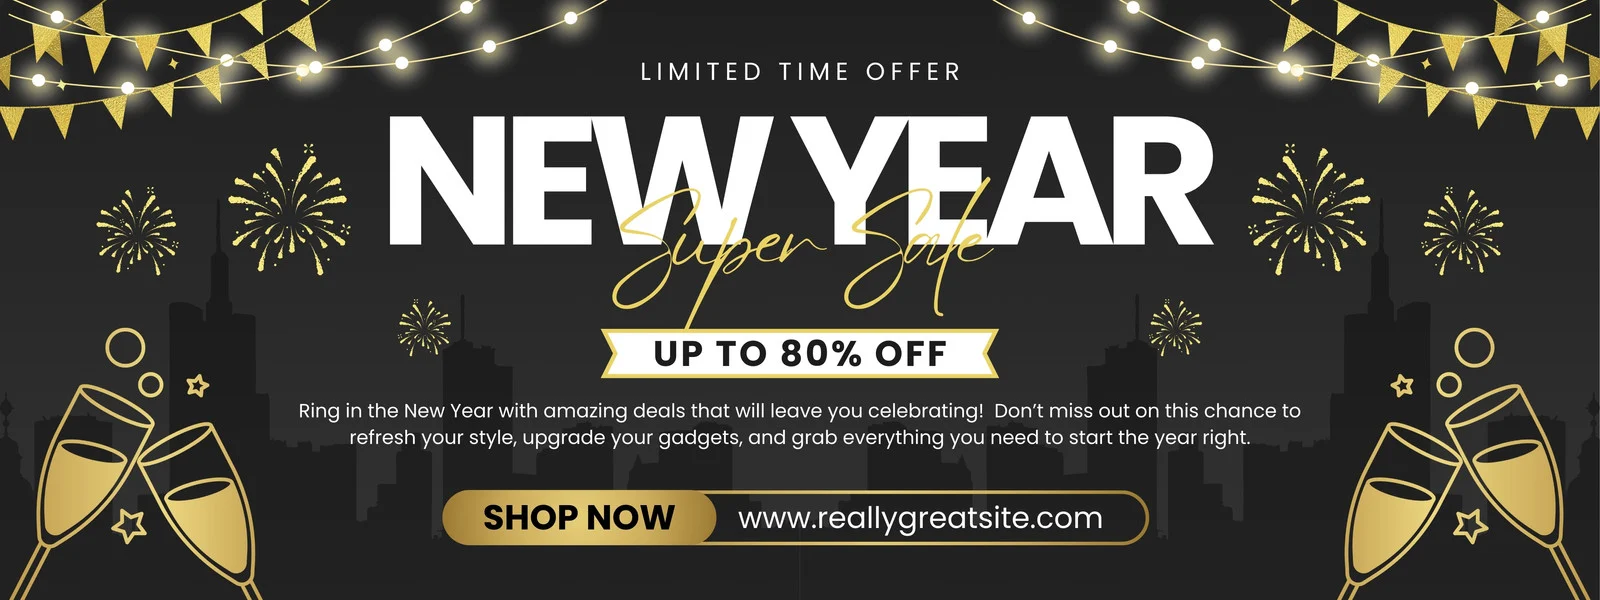 LIMITED TIME OFFER
NEW YEAR
Super Sale
UP TO 80% OFF
Ring in the New Year with amazing deals that will leave you celebrating!  Don’t miss out on this chance to
refresh your style, upgrade your gadgets, and grab everything you need to start the year right.
SHOP NOW www.reallygreatsite.com